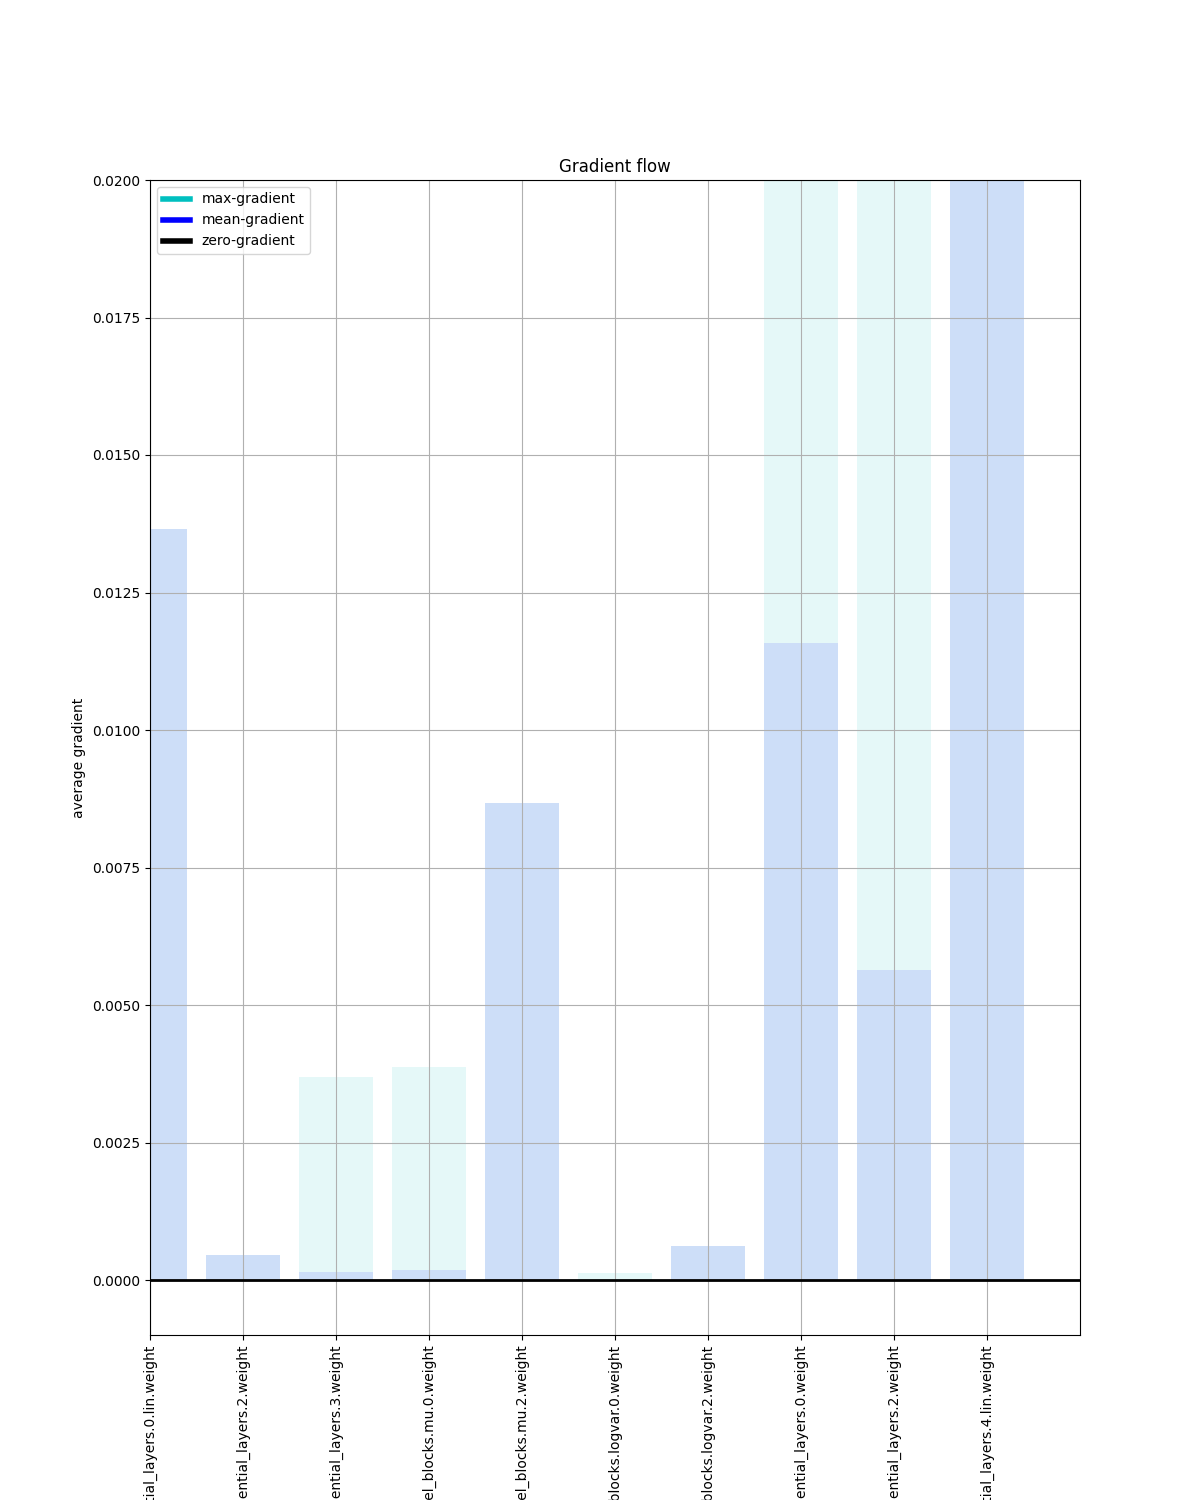 Gradient flow
max-gradient
mean-gradient
zero-gradient
0.0200
0.0175
0.0150
0.0125
0.0100
0.0075
0.0050
0.0025
0.0000
average gradient
tial_layers.0.lin.weight
ential_layers.2.weight
ential_layers.3.weight
el_blocks.mu.0.weight
el_blocks.mu.2.weight
blocks.logvar.0.weight
blocks.logvar.2.weight
ential_layers.0.weight
ential_layers.2.weight
tial_layers.4.lin.weight